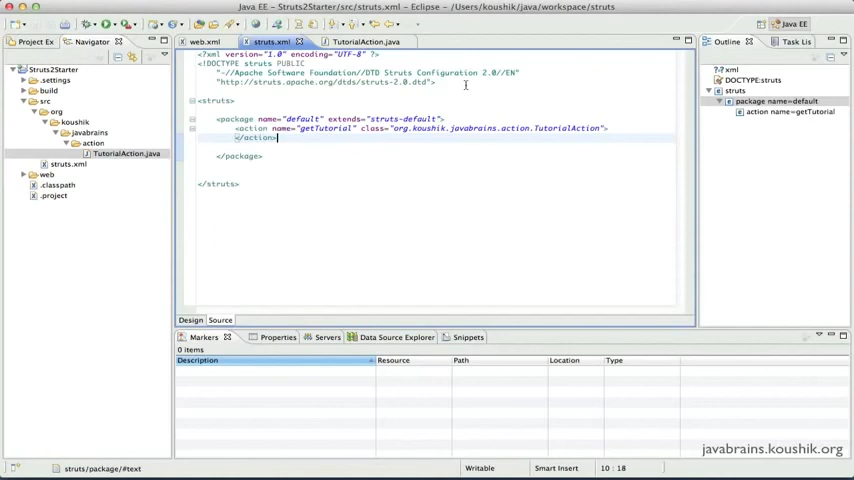 Java EE - Struts2Starter/src/struts.xml - Eclipse - /Users/koushik/java/workspace/struts
Java EE
Project Ex
Navigator
web.xml
struts.xml
TutorialAction.java
Outline
Task Lis
Struts2Starter
.settings
build
src
org
koushik
javabrains
action
TutorialAction.java
struts.xml
web
.classpath
.project
<?xml version="1.0" encoding="UTF-8" ?>
<!DOCTYPE struts PUBLIC
"-//Apache Software Foundation//DTD Struts Configuration 2.0//EN"
"http://struts.apache.org/dtds/struts-2.0.dtd">
<struts>
<package name="default" extends="struts-default">
<action name="getTutorial" class="org.koushik.javabrains.action.TutorialAction">
</action>
</package>
</struts>
xml
DOCTYPE:struts
struts
package name=default
action name=getTutorial
Design
Source
Markers
Properties
Servers
Data Source Explorer
Snippets
0 items
Description
Resource
Path
Location
Type
javabrains.koushik.org
struts/package/#text
Writable
Smart Insert
10 : 18